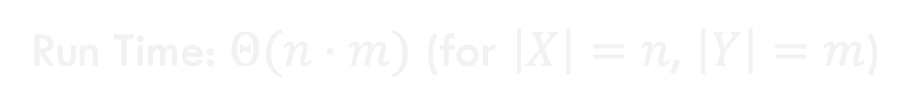 Run Time: Θ(n · m) (for |X| = n, |Y| = m)